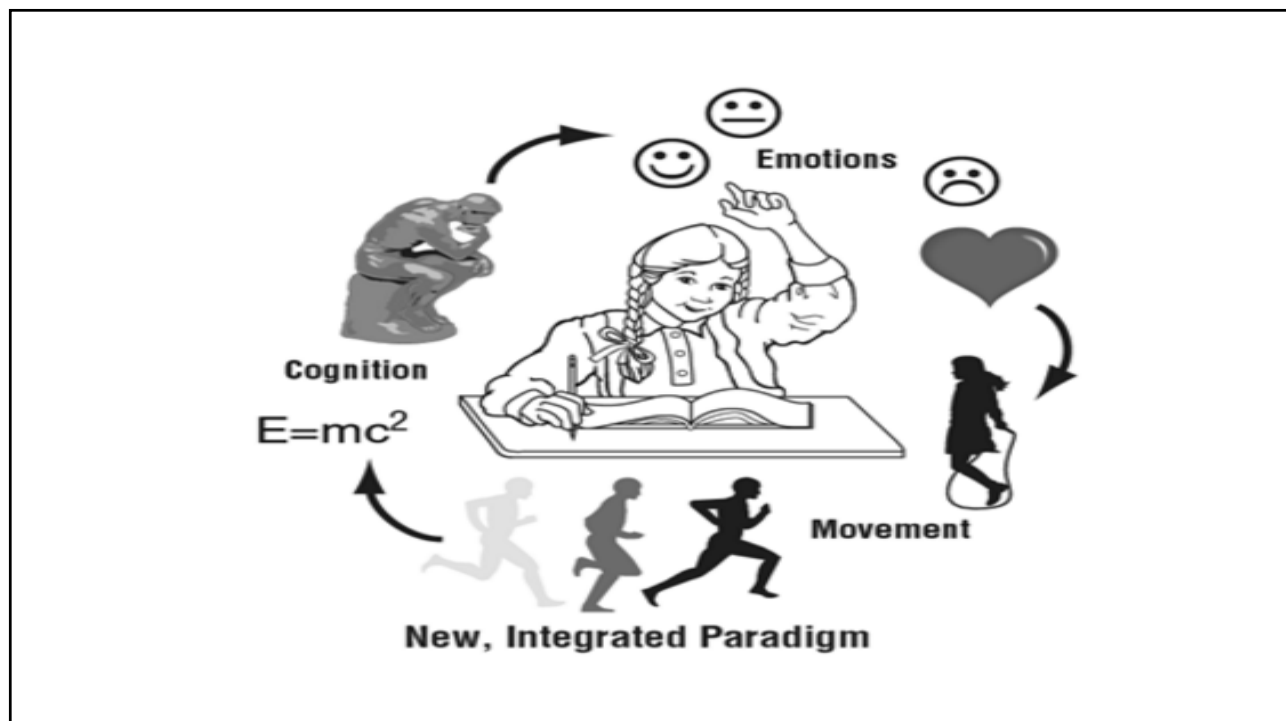 Emotions
Cognition
E=mc²
Movement
New, Integrated Paradigm